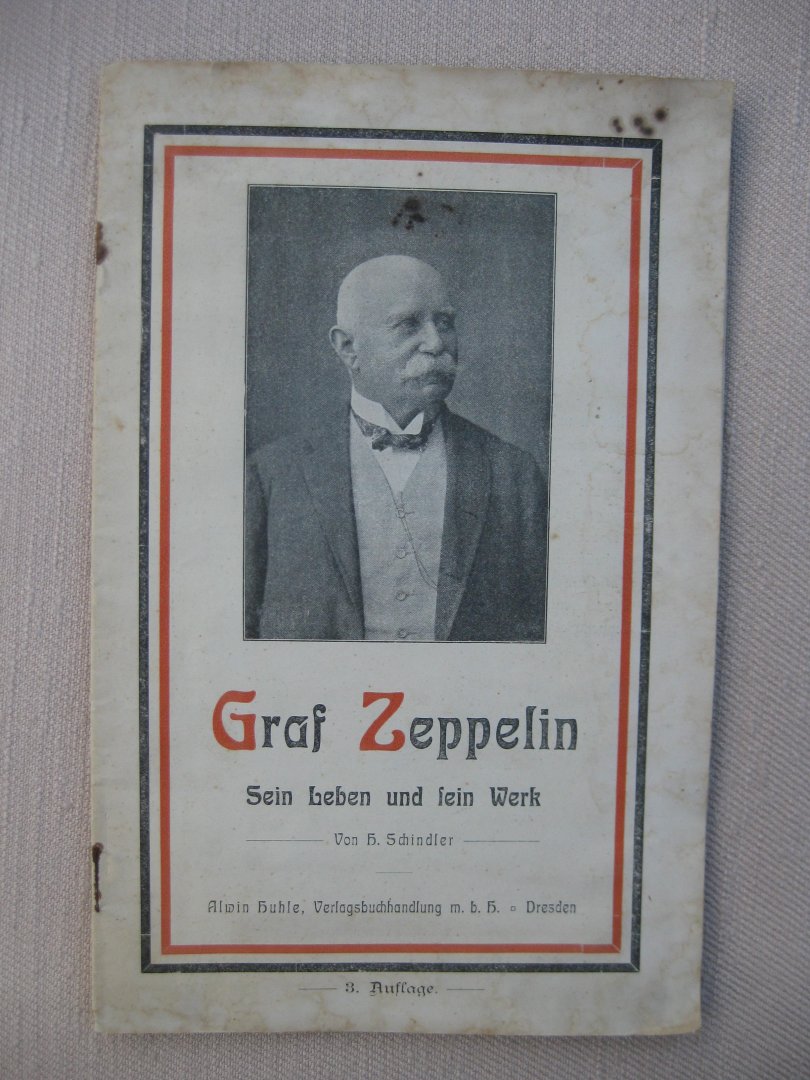 Graf Zeppelin
Sein Leben und ſein Werk
Von H. Schindler
Alwin Huhle, Verlagsbuchhandlung m. b. H. ▫ Dresden
3. Auflage.